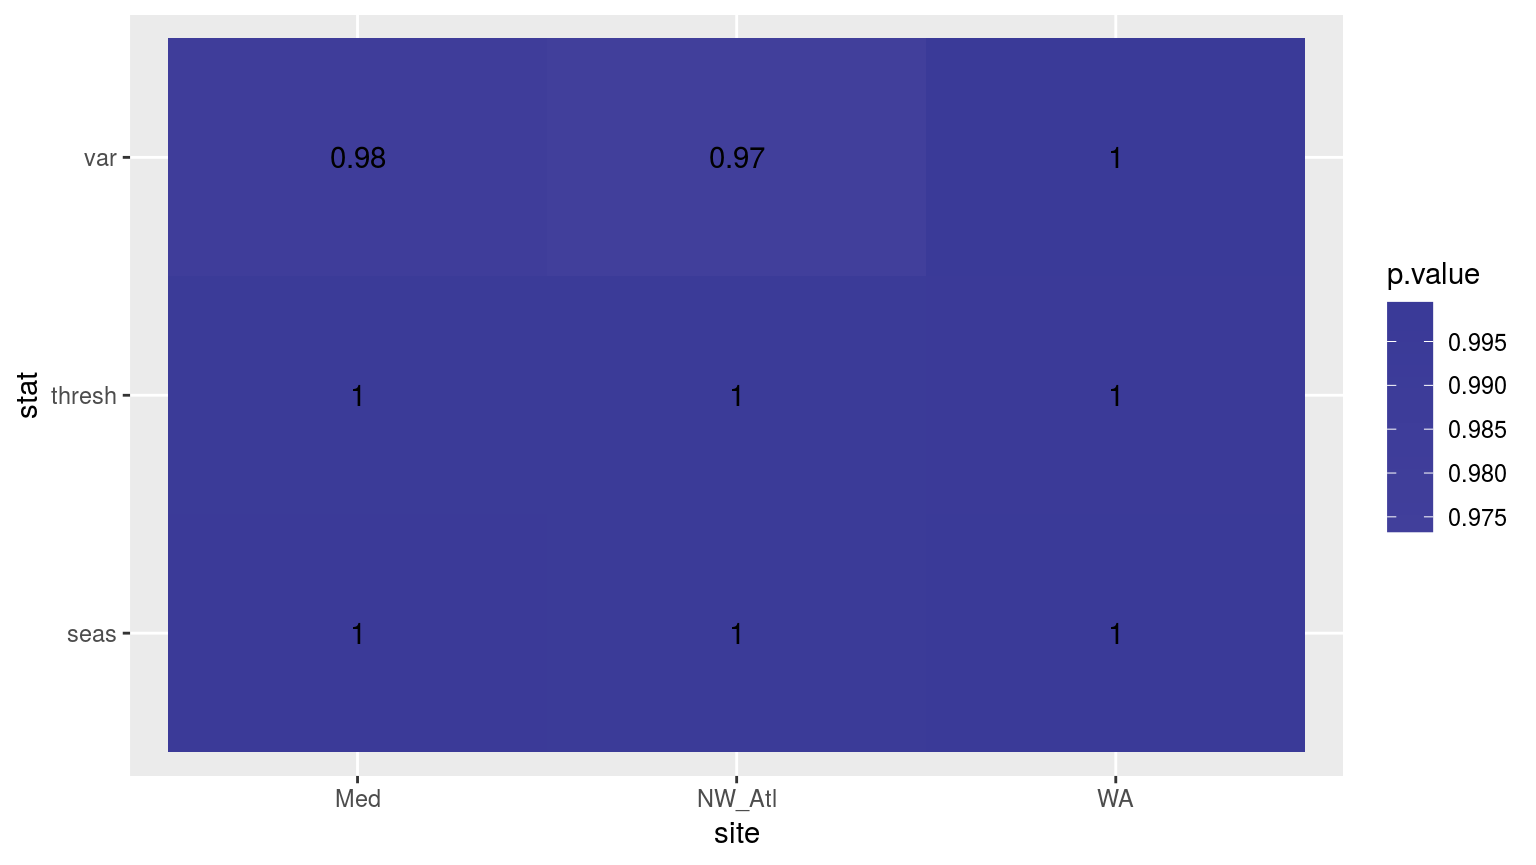 var
0.98
0.97
1
thresh
1
1
1
seas
1
1
1
stat
Med
NW_Atl
WA
site
p.value
0.995
0.990
0.985
0.980
0.975